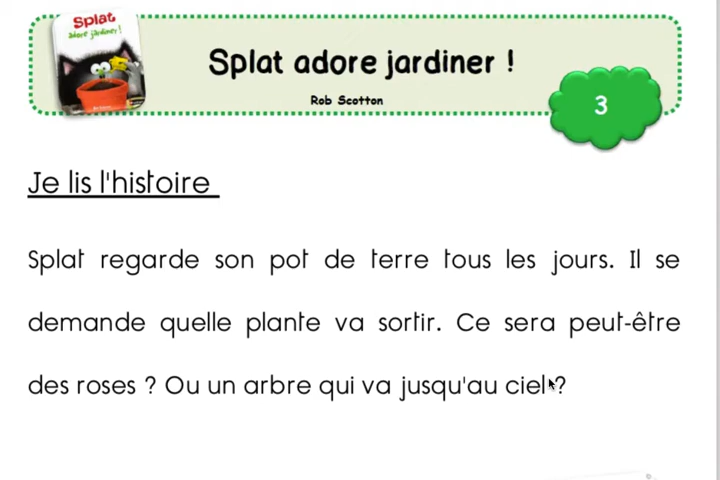 Splat
adore jardiner !
Splat adore jardiner !
Rob Scotton
3
Je lis l'histoire
Splat regarde son pot de terre tous les jours. Il se
demande quelle plante va sortir. Ce sera peut-être
des roses ? Ou un arbre qui va jusqu'au ciel ?